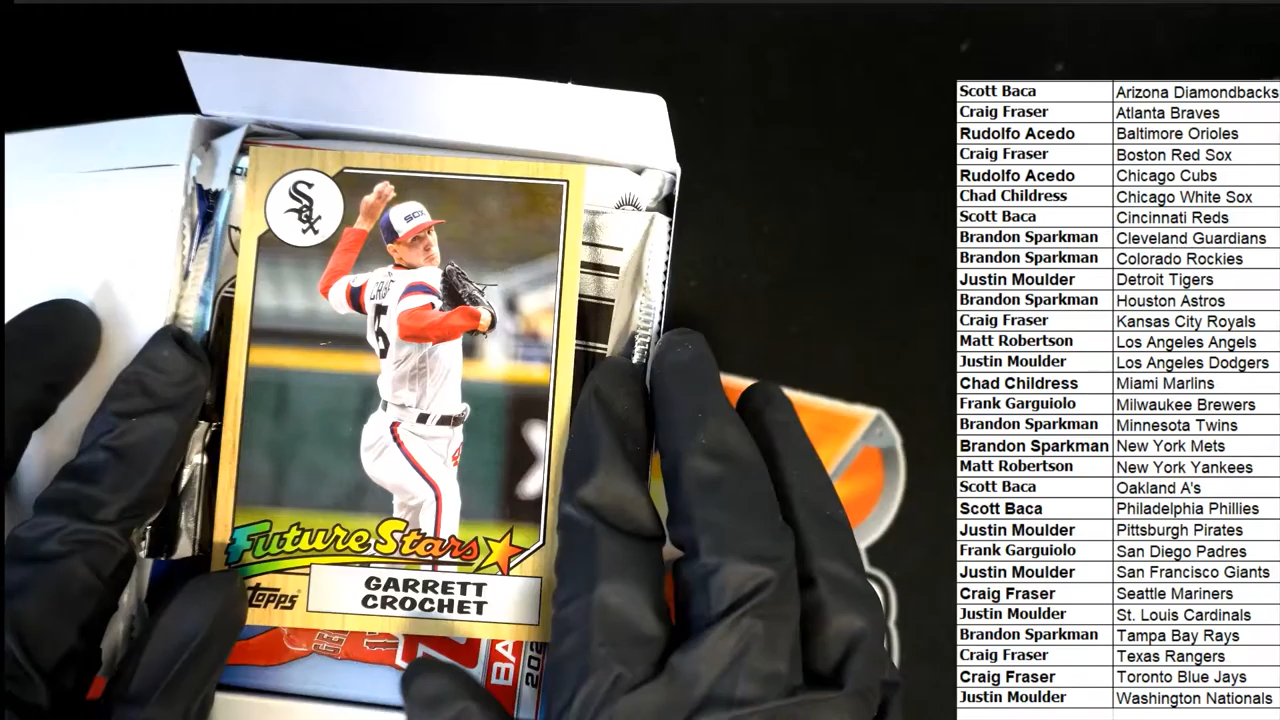 Sox
SOX
CRO
45
Future Stars
Topps
GARRETT
CROCHET
BA
202
Scott Baca Arizona Diamondbacks
Craig Fraser Atlanta Braves
Rudolfo Acedo Baltimore Orioles
Craig Fraser Boston Red Sox
Rudolfo Acedo Chicago Cubs
Chad Childress Chicago White Sox
Scott Baca Cincinnati Reds
Brandon Sparkman Cleveland Guardians
Brandon Sparkman Colorado Rockies
Justin Moulder Detroit Tigers
Brandon Sparkman Houston Astros
Craig Fraser Kansas City Royals
Matt Robertson Los Angeles Angels
Justin Moulder Los Angeles Dodgers
Chad Childress Miami Marlins
Frank Garguiolo Milwaukee Brewers
Brandon Sparkman Minnesota Twins
Brandon Sparkman New York Mets
Matt Robertson New York Yankees
Scott Baca Oakland A's
Scott Baca Philadelphia Phillies
Justin Moulder Pittsburgh Pirates
Frank Garguiolo San Diego Padres
Justin Moulder San Francisco Giants
Craig Fraser Seattle Mariners
Justin Moulder St. Louis Cardinals
Brandon Sparkman Tampa Bay Rays
Craig Fraser Texas Rangers
Craig Fraser Toronto Blue Jays
Justin Moulder Washington Nationals